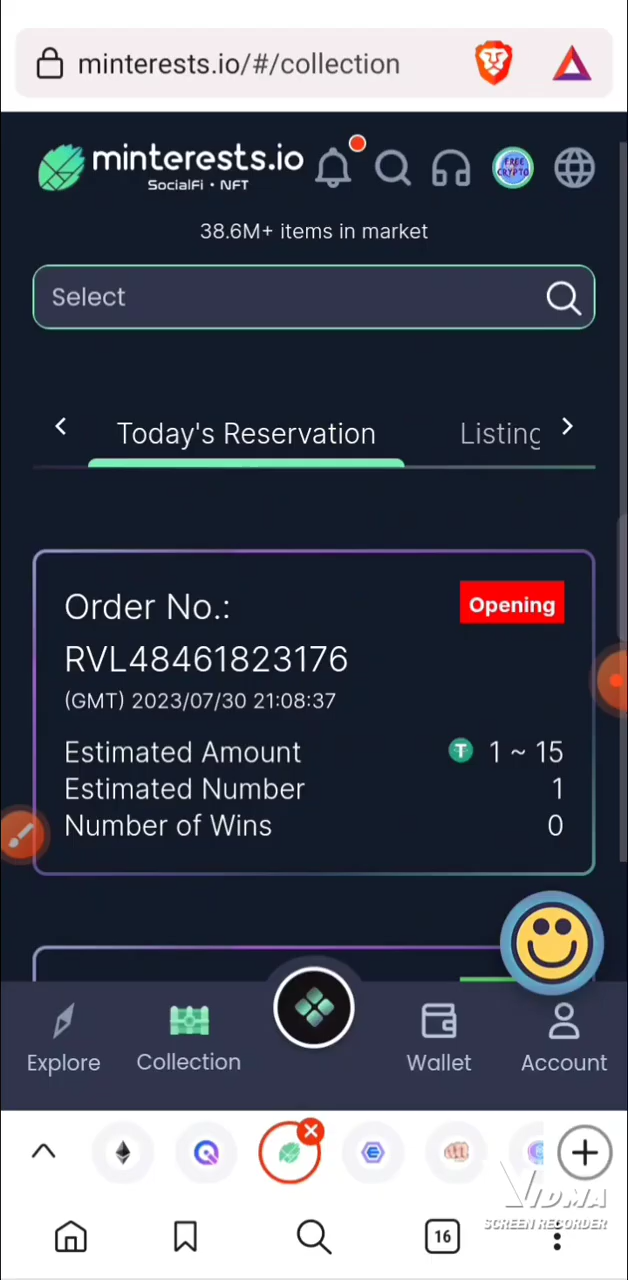 minterests.io/#/collection
minterests.io
SocialFi • NFT
FREE
CRYPTO
38.6M+ items in market
Select
Today's Reservation
Listing
Order No.:
Opening
RVL48461823176
(GMT) 2023/07/30 21:08:37
Estimated Amount
1 ~ 15
Estimated Number
1
Number of Wins
0
Explore
Collection
Wallet
Account
VIDMA
SCREEN RECORDER
16